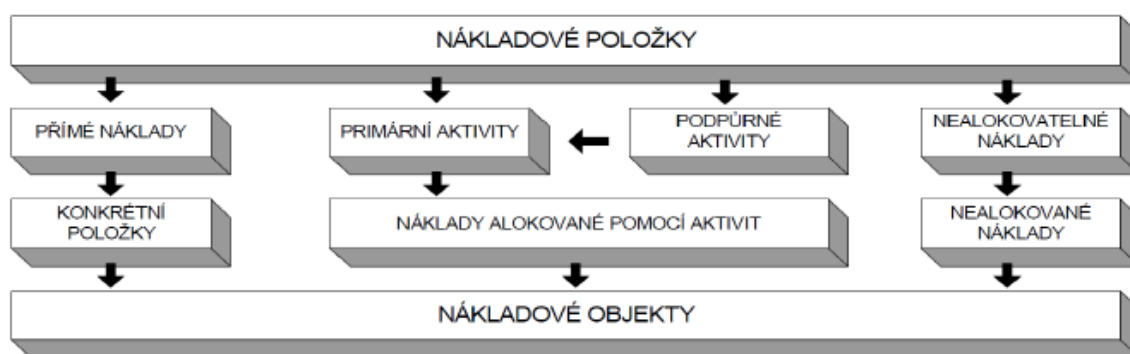 NÁKLADOVÉ POLOŽKY
PŘÍMÉ NÁKLADY
PRIMÁRNÍ AKTIVITY
PODPŮRNÉ
AKTIVITY
NEALOKOVATELNÉ
NÁKLADY
KONKRÉTNÍ
POLOŽKY
NÁKLADY ALOKOVANÉ POMOCÍ AKTIVIT
NEALOKOVANÉ
NÁKLADY
NÁKLADOVÉ OBJEKTY